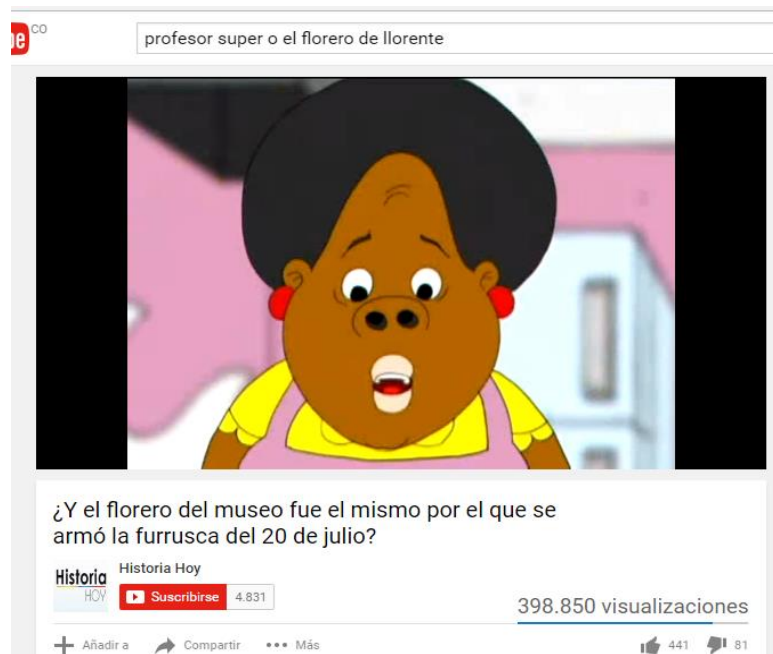 be CO
profesor super o el florero de llorente
¿Y el florero del museo fue el mismo por el que se
armó la furrusca del 20 de julio?
Historia Hoy
Historia
HOY
Suscribirse 4.831
398.850 visualizaciones
Añadir a Compartir ••• Más 441 81